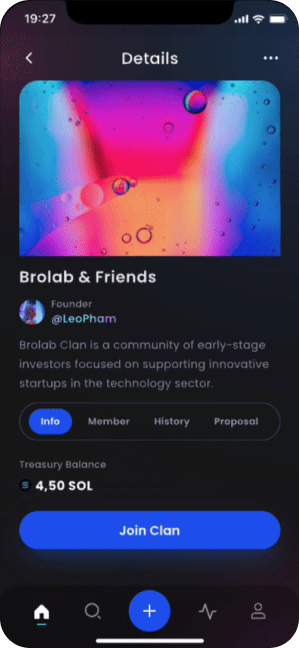 19:27
Details
Brolab & Friends
Founder
@LeoPham
Brolab Clan is a community of early-stage
investors focused on supporting innovative
startups in the technology sector.
Info Member History Proposal
Treasury Balance
4,50 SOL
Join Clan